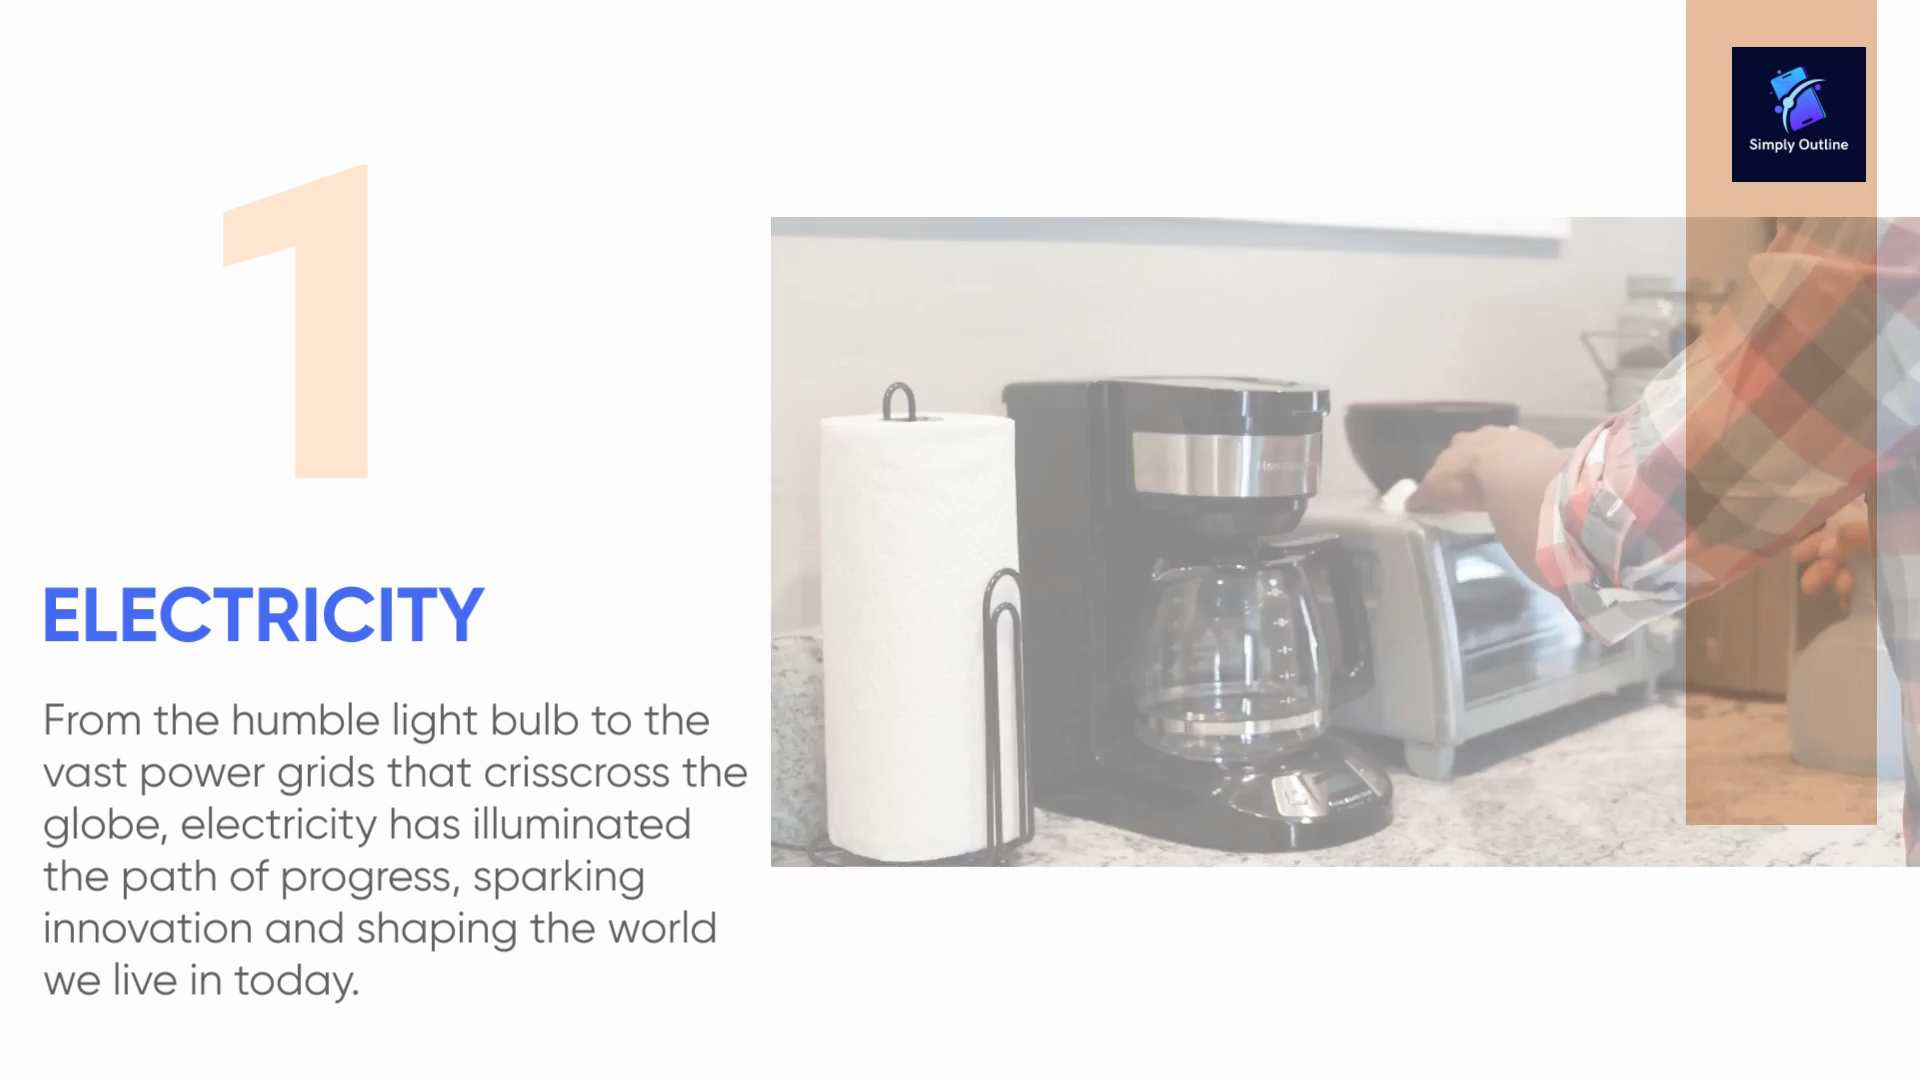 Simply Outline
1
ELECTRICITY
From the humble light bulb to the
vast power grids that crisscross the
globe, electricity has illuminated
the path of progress, sparking
innovation and shaping the world
we live in today.